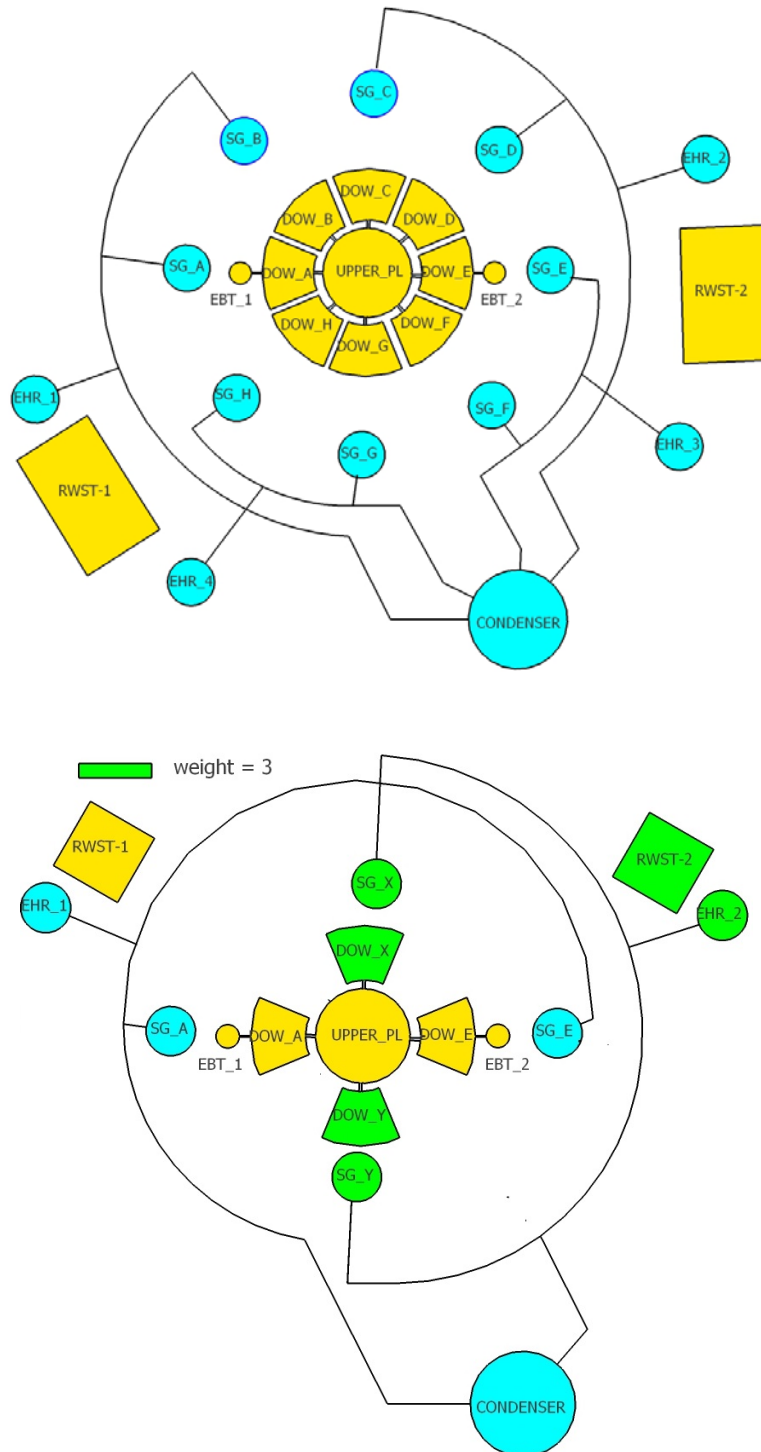 SG_C
SG_B
SG_D
EHR_2
DOW_C
DOW_B
DOW_D
SG_A
DOW_A
UPPER_PL
DOW_E
SG_E
EBT_1
EBT_2
RWST-2
DOW_H
DOW_F
DOW_G
EHR_1
SG_H
SG_F
SG_G
EHR_3
RWST-1
EHR_4
CONDENSER
weight = 3
RWST-1
RWST-2
SG_X
EHR_1
EHR_2
DOW_X
SG_A
DOW_A
UPPER_PL
DOW_E
SG_E
EBT_1
EBT_2
DOW_Y
SG_Y
CONDENSER